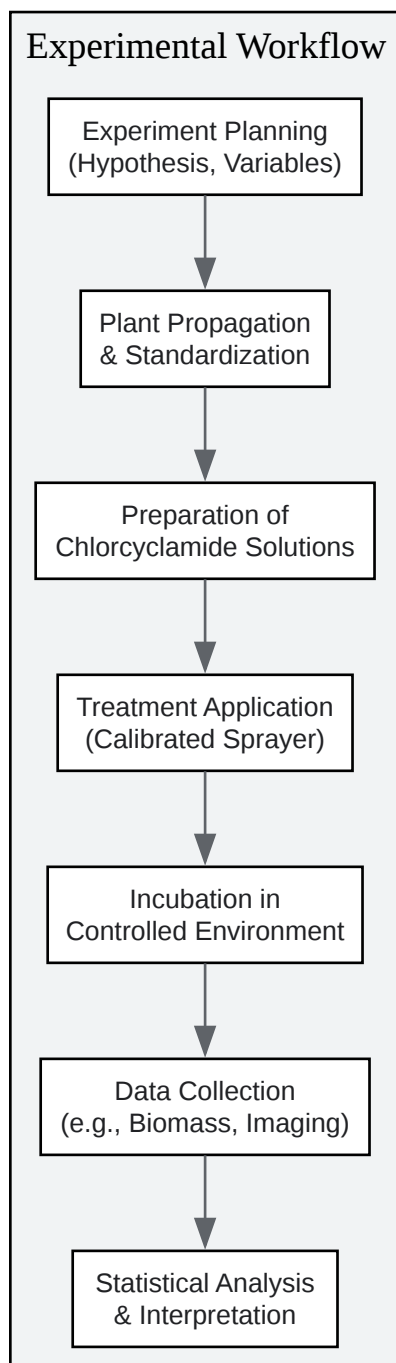 Experimental Workflow
Experiment Planning
(Hypothesis, Variables)
Plant Propagation
& Standardization
Preparation of
Chlorcyclamide Solutions
Treatment Application
(Calibrated Sprayer)
Incubation in
Controlled Environment
Data Collection
(e.g., Biomass, Imaging)
Statistical Analysis
& Interpretation